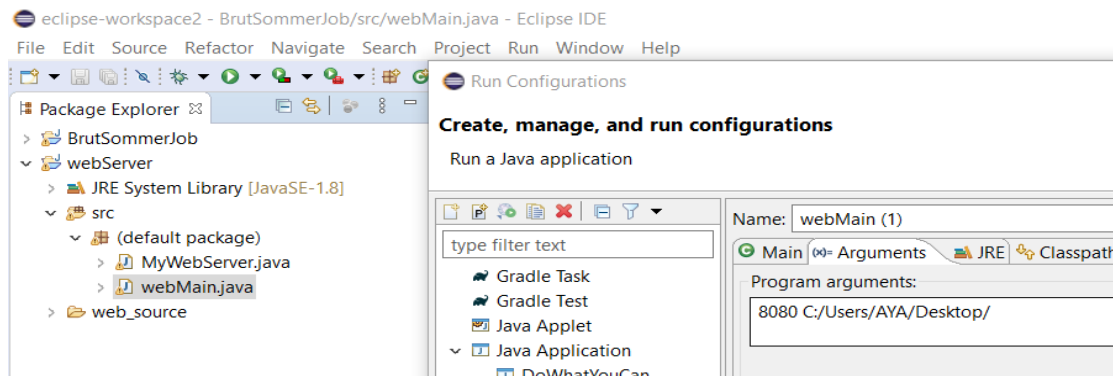 eclipse-workspace2 - BrutSommerJob/src/webMain.java - Eclipse IDE
File Edit Source Refactor Navigate Search Project Run Window Help
Package Explorer
BrutSommerJob
webServer
JRE System Library [JavaSE-1.8]
src
(default package)
MyWebServer.java
webMain.java
web_source
Run Configurations
Create, manage, and run configurations
Run a Java application
type filter text
Gradle Task
Gradle Test
Java Applet
Java Application
DoWhatYouCan
Name: webMain (1)
Main (x)= Arguments JRE Classpath
Program arguments:
8080 C:/Users/AYA/Desktop/